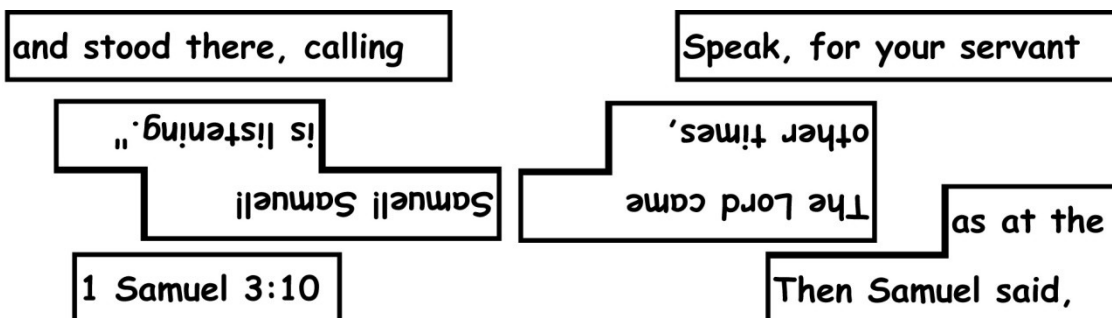 and stood there, calling
Speak, for your servant
is listening."
other times,
Samuel! Samuel!
The Lord came
as at the
1 Samuel 3:10
Then Samuel said,